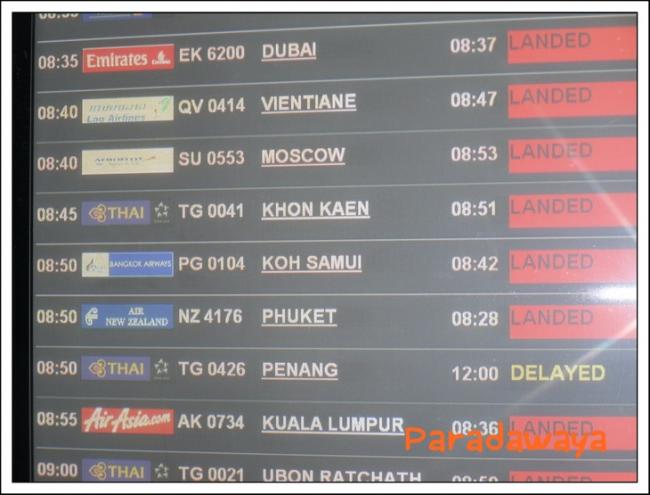 08:35 Emirates EK 6200 DUBAI 08:37 LANDED
08:40 Lao Airlines QV 0414 VIENTIANE 08:47 LANDED
08:40 SU 0553 MOSCOW 08:53 LANDED
08:45 THAI TG 0041 KHON KAEN 08:51 LANDED
08:50 BANGKOK AIRWAYS PG 0104 KOH SAMUI 08:42 LANDED
08:50 AIR NEW ZEALAND NZ 4176 PHUKET 08:28 LANDED
08:50 THAI TG 0426 PENANG 12:00 DELAYED
08:55 AirAsia.com AK 0734 KUALA LUMPUR 08:36 LANDED
Paradawaya
09:00 THAI TG 0021 UBON RATCHATH LANDED